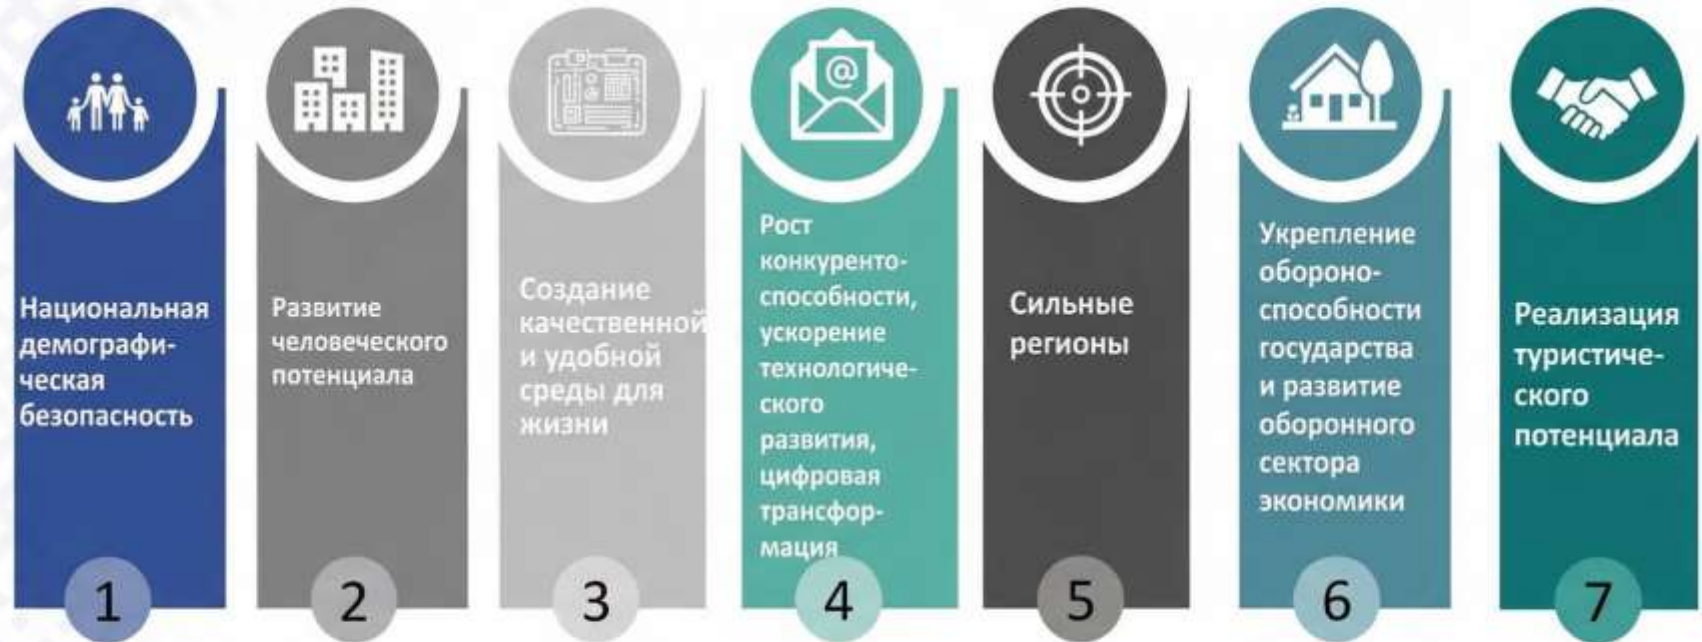 Национальная
демографи-
ческая
безопасность
1
Развитие
человеческого
потенциала
2
Создание
качественной
и удобной
среды для
жизни
3
@
Рост
конкуренто-
способности,
ускорение
технологиче-
ского
развития,
цифровая
трансфор-
мация
4
Сильные
регионы
5
Укрепление
обороно-
способности
государства
и развитие
оборонного
сектора
экономики
6
Реализация
туристиче-
ского
потенциала
7